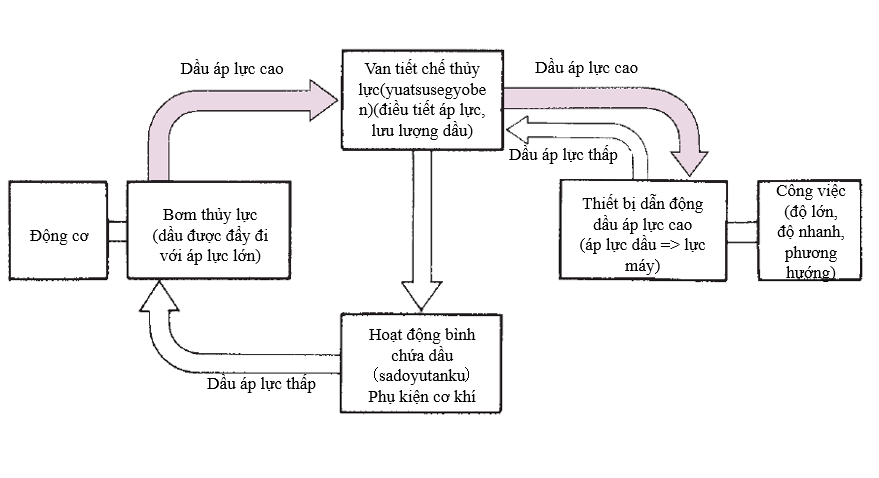 Dầu áp lực cao
Van tiết chế thủy
lực(yuatsusegyobe
n)(điều tiết áp lực,
lưu lượng dầu)
Dầu áp lực cao
Dầu áp lực thấp
Động cơ
Bơm thủy lực
(dầu được đẩy đi
với áp lực lớn)
Thiết bị dẫn động
dầu áp lực cao
(áp lực dầu => lực
máy)
Công việc
(độ lớn,
độ nhanh,
phương
hướng)
Hoạt động bình
chứa dầu
(sadoyutanku)
Phụ kiện cơ khí
Dầu áp lực thấp